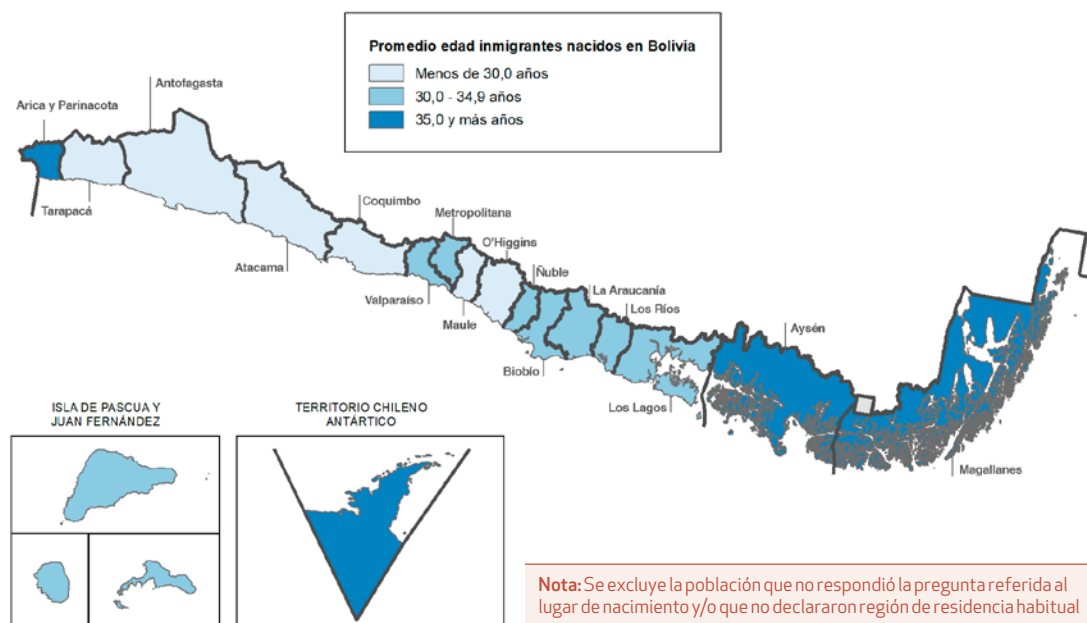 Promedio edad inmigrantes nacidos en Bolivia
Menos de 30,0 años
30,0 - 34,9 años
35,0 y más años
Antofagasta
Arica y Parinacota
Tarapacá
Coquimbo
Metropolitana
O'Higgins
Ñuble
La Araucanía
Los Ríos
Atacama
Valparaíso
Maule
Aysén
Biobío
Los Lagos
Magallanes
ISLA DE PASCUA Y
JUAN FERNÁNDEZ
TERRITORIO CHILENO
ANTÁRTICO
Nota: Se excluye la población que no respondió la pregunta referida al
lugar de nacimiento y/o que no declararon región de residencia habitual